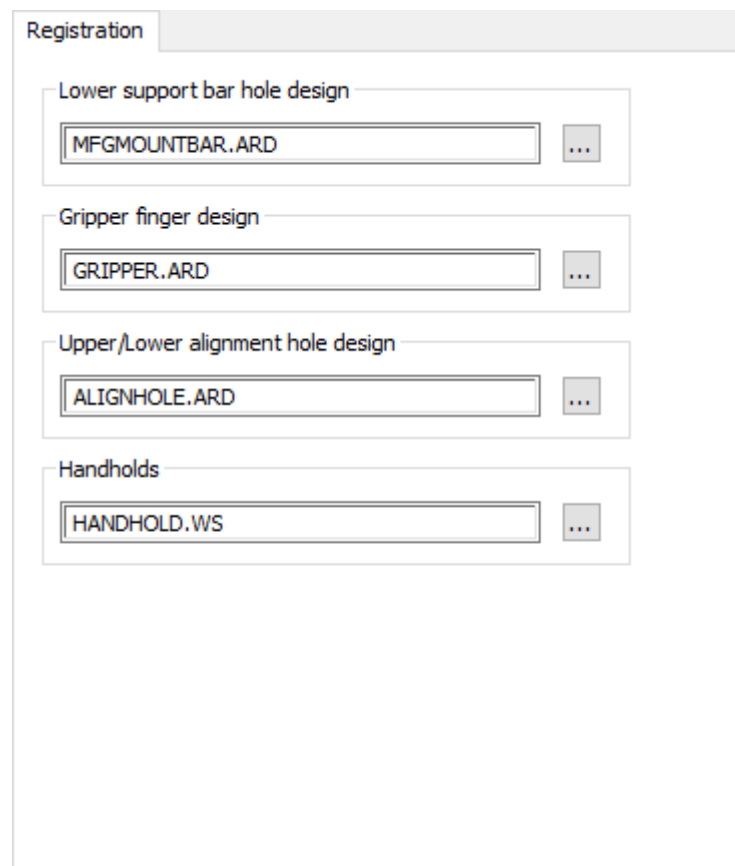 Registration
Lower support bar hole design
MFGMOUNTBAR.ARD
...
Gripper finger design
GRIPPER.ARD
...
Upper/Lower alignment hole design
ALIGNHOLE.ARD
...
Handholds
HANDHOLD.WS
...